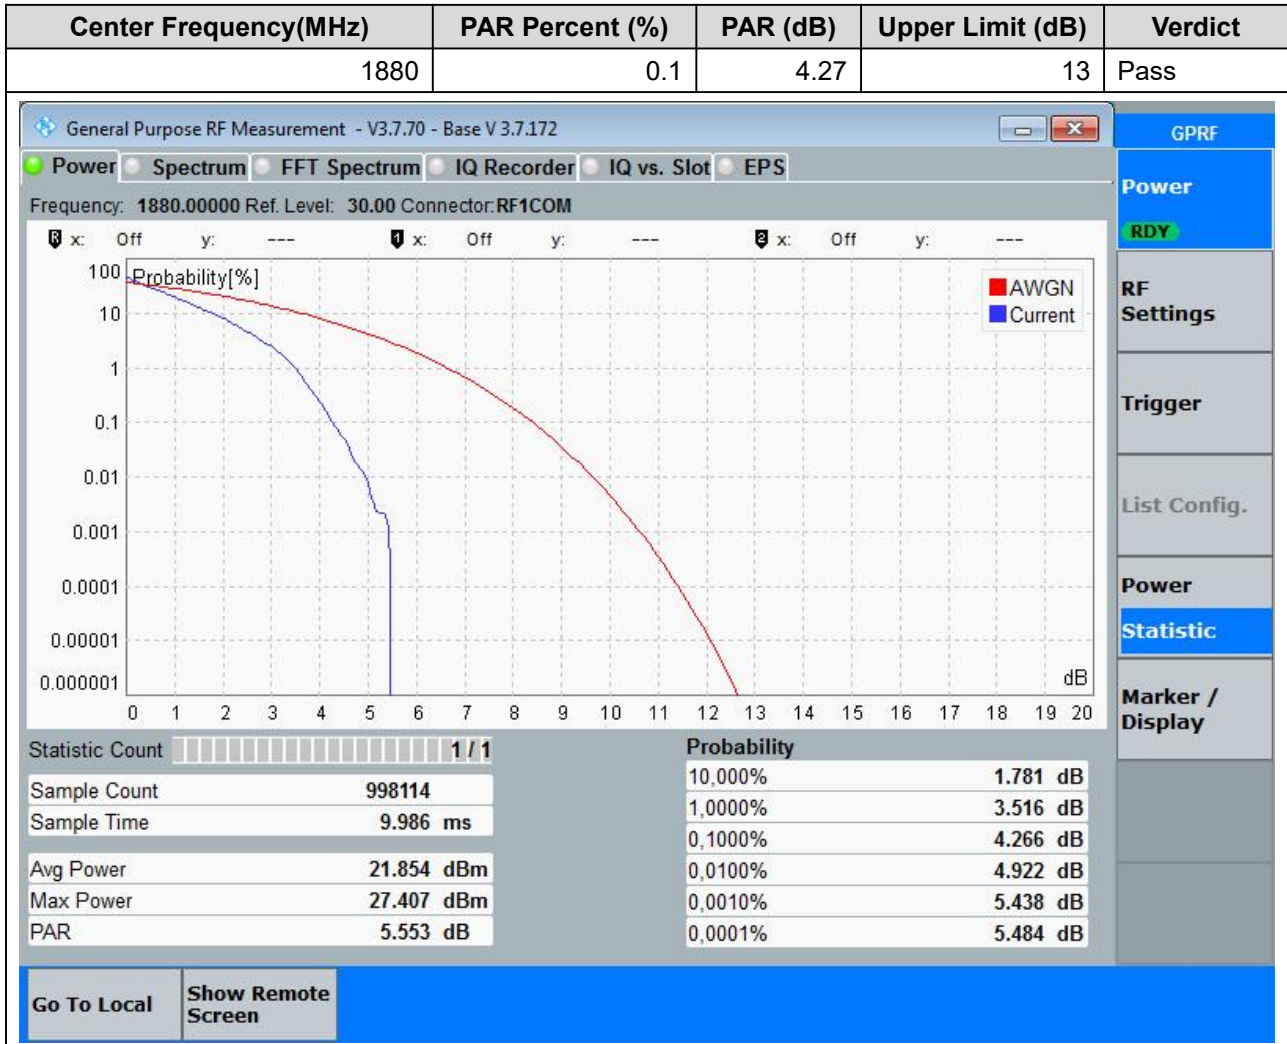 Center Frequency(MHz) PAR Percent (%) PAR (dB) Upper Limit (dB) Verdict
1880 0.1 4.27 13 Pass
General Purpose RF Measurement - V3.7.70 - Base V 3.7.172
GPRF
Power Spectrum FFT Spectrum IQ Recorder IQ vs. Slot EPS
Frequency: 1880.00000 Ref. Level: 30.00 Connector:RF1COM
R x: Off y: --- 1 x: Off y: --- 2 x: Off y: ---
Probability[%]
100
10
1
0.1
0.01
0.001
0.0001
0.00001
0.000001
AWGN
Current
dB
0 1 2 3 4 5 6 7 8 9 10 11 12 13 14 15 16 17 18 19 20
Statistic Count 1 / 1
Sample Count 998114
Sample Time 9.986 ms
Avg Power 21.854 dBm
Max Power 27.407 dBm
PAR 5.553 dB
Probability
10,000% 1.781 dB
1,0000% 3.516 dB
0,1000% 4.266 dB
0,0100% 4.922 dB
0,0010% 5.438 dB
0,0001% 5.484 dB
Power
RDY
RF
Settings
Trigger
List Config.
Power
Statistic
Marker /
Display
Go To Local
Show Remote
Screen